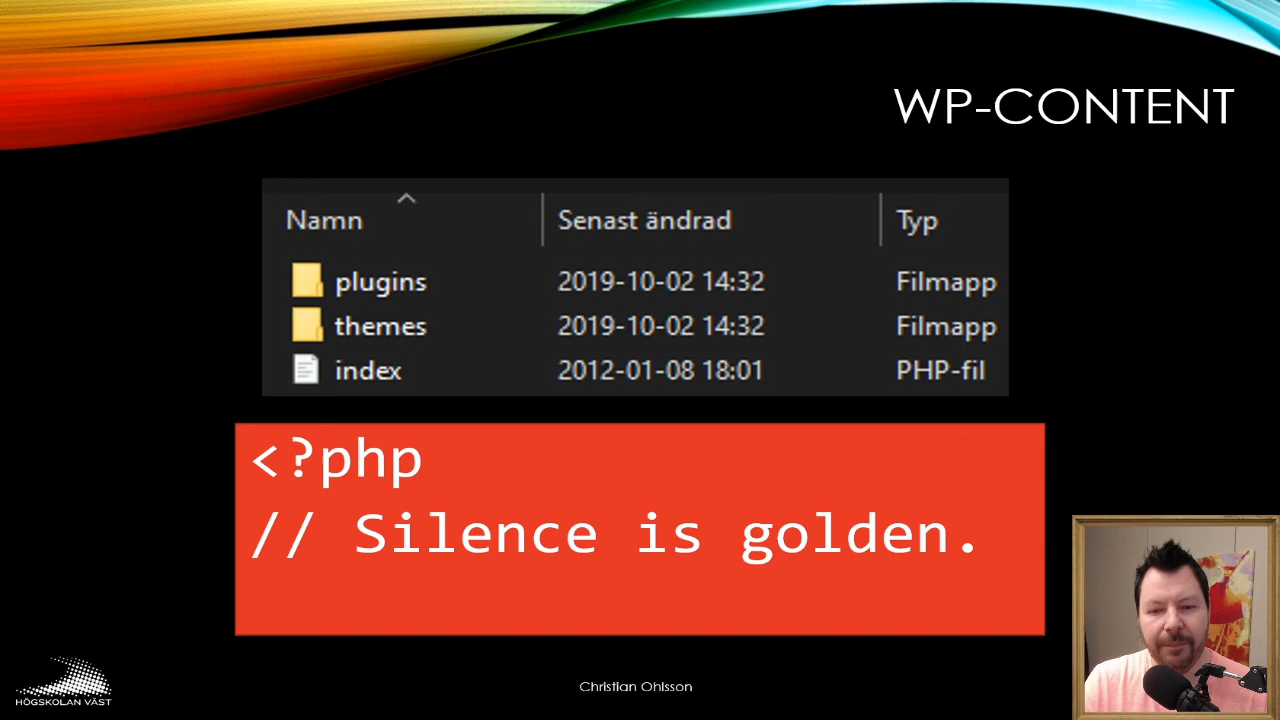 WP-CONTENT
Namn Senast ändrad Typ
plugins 2019-10-02 14:32 Filmapp
themes 2019-10-02 14:32 Filmapp
index 2012-01-08 18:01 PHP-fil
<?php
// Silence is golden.
HÖGSKOLAN VÄST
Christian Ohlsson